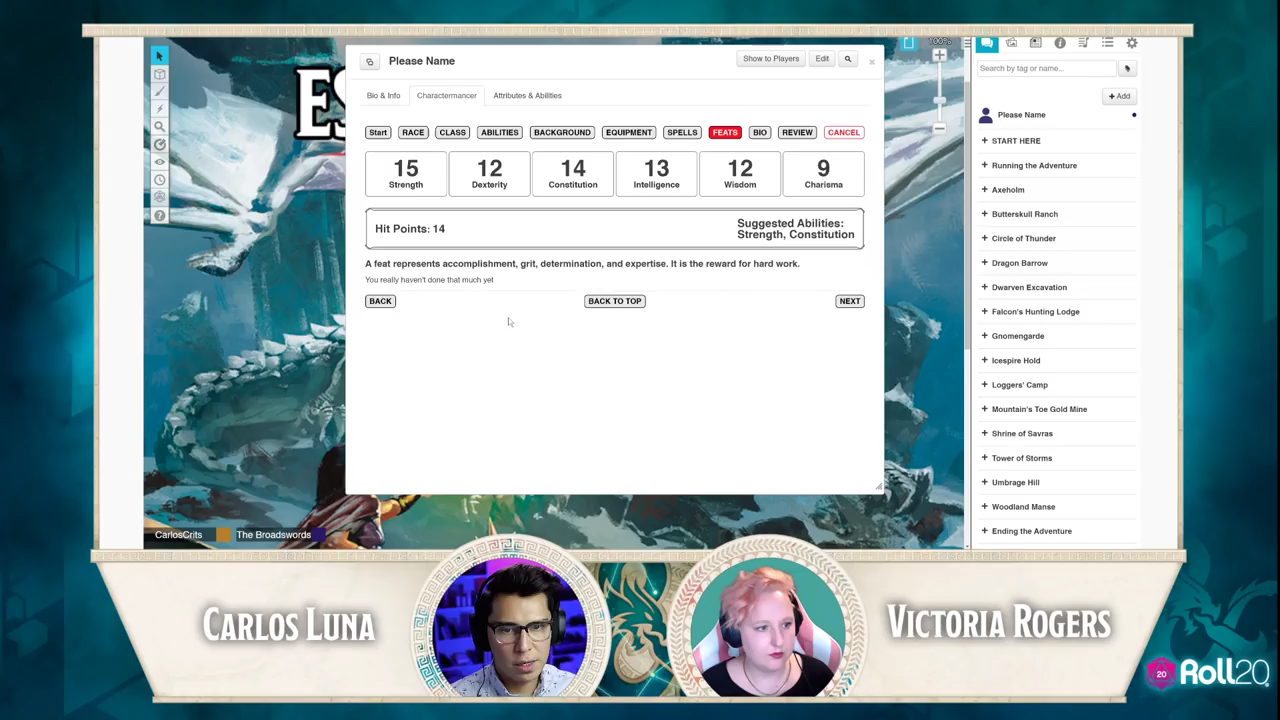 ES
Please Name
Show to Players
Edit
Bio & Info
Charactermancer
Attributes & Abilities
Start
RACE
CLASS
ABILITIES
BACKGROUND
EQUIPMENT
SPELLS
FEATS
BIO
REVIEW
CANCEL
15
Strength
12
Dexterity
14
Constitution
13
Intelligence
12
Wisdom
9
Charisma
Hit Points: 14
Suggested Abilities:
Strength, Constitution
A feat represents accomplishment, grit, determination, and expertise. It is the reward for hard work.
You really haven't done that much yet
BACK
BACK TO TOP
NEXT
100%
Search by tag or name...
+ Add
Please Name
+ START HERE
+ Running the Adventure
+ Axeholm
+ Butterskull Ranch
+ Circle of Thunder
+ Dragon Barrow
+ Dwarven Excavation
+ Falcon's Hunting Lodge
+ Gnomengarde
+ Icespire Hold
+ Loggers' Camp
+ Mountain's Toe Gold Mine
+ Shrine of Savras
+ Tower of Storms
+ Umbrage Hill
+ Woodland Manse
+ Ending the Adventure
CarlosCrits
The Broadswords
CARLOS LUNA
VICTORIA ROGERS
20
Roll20